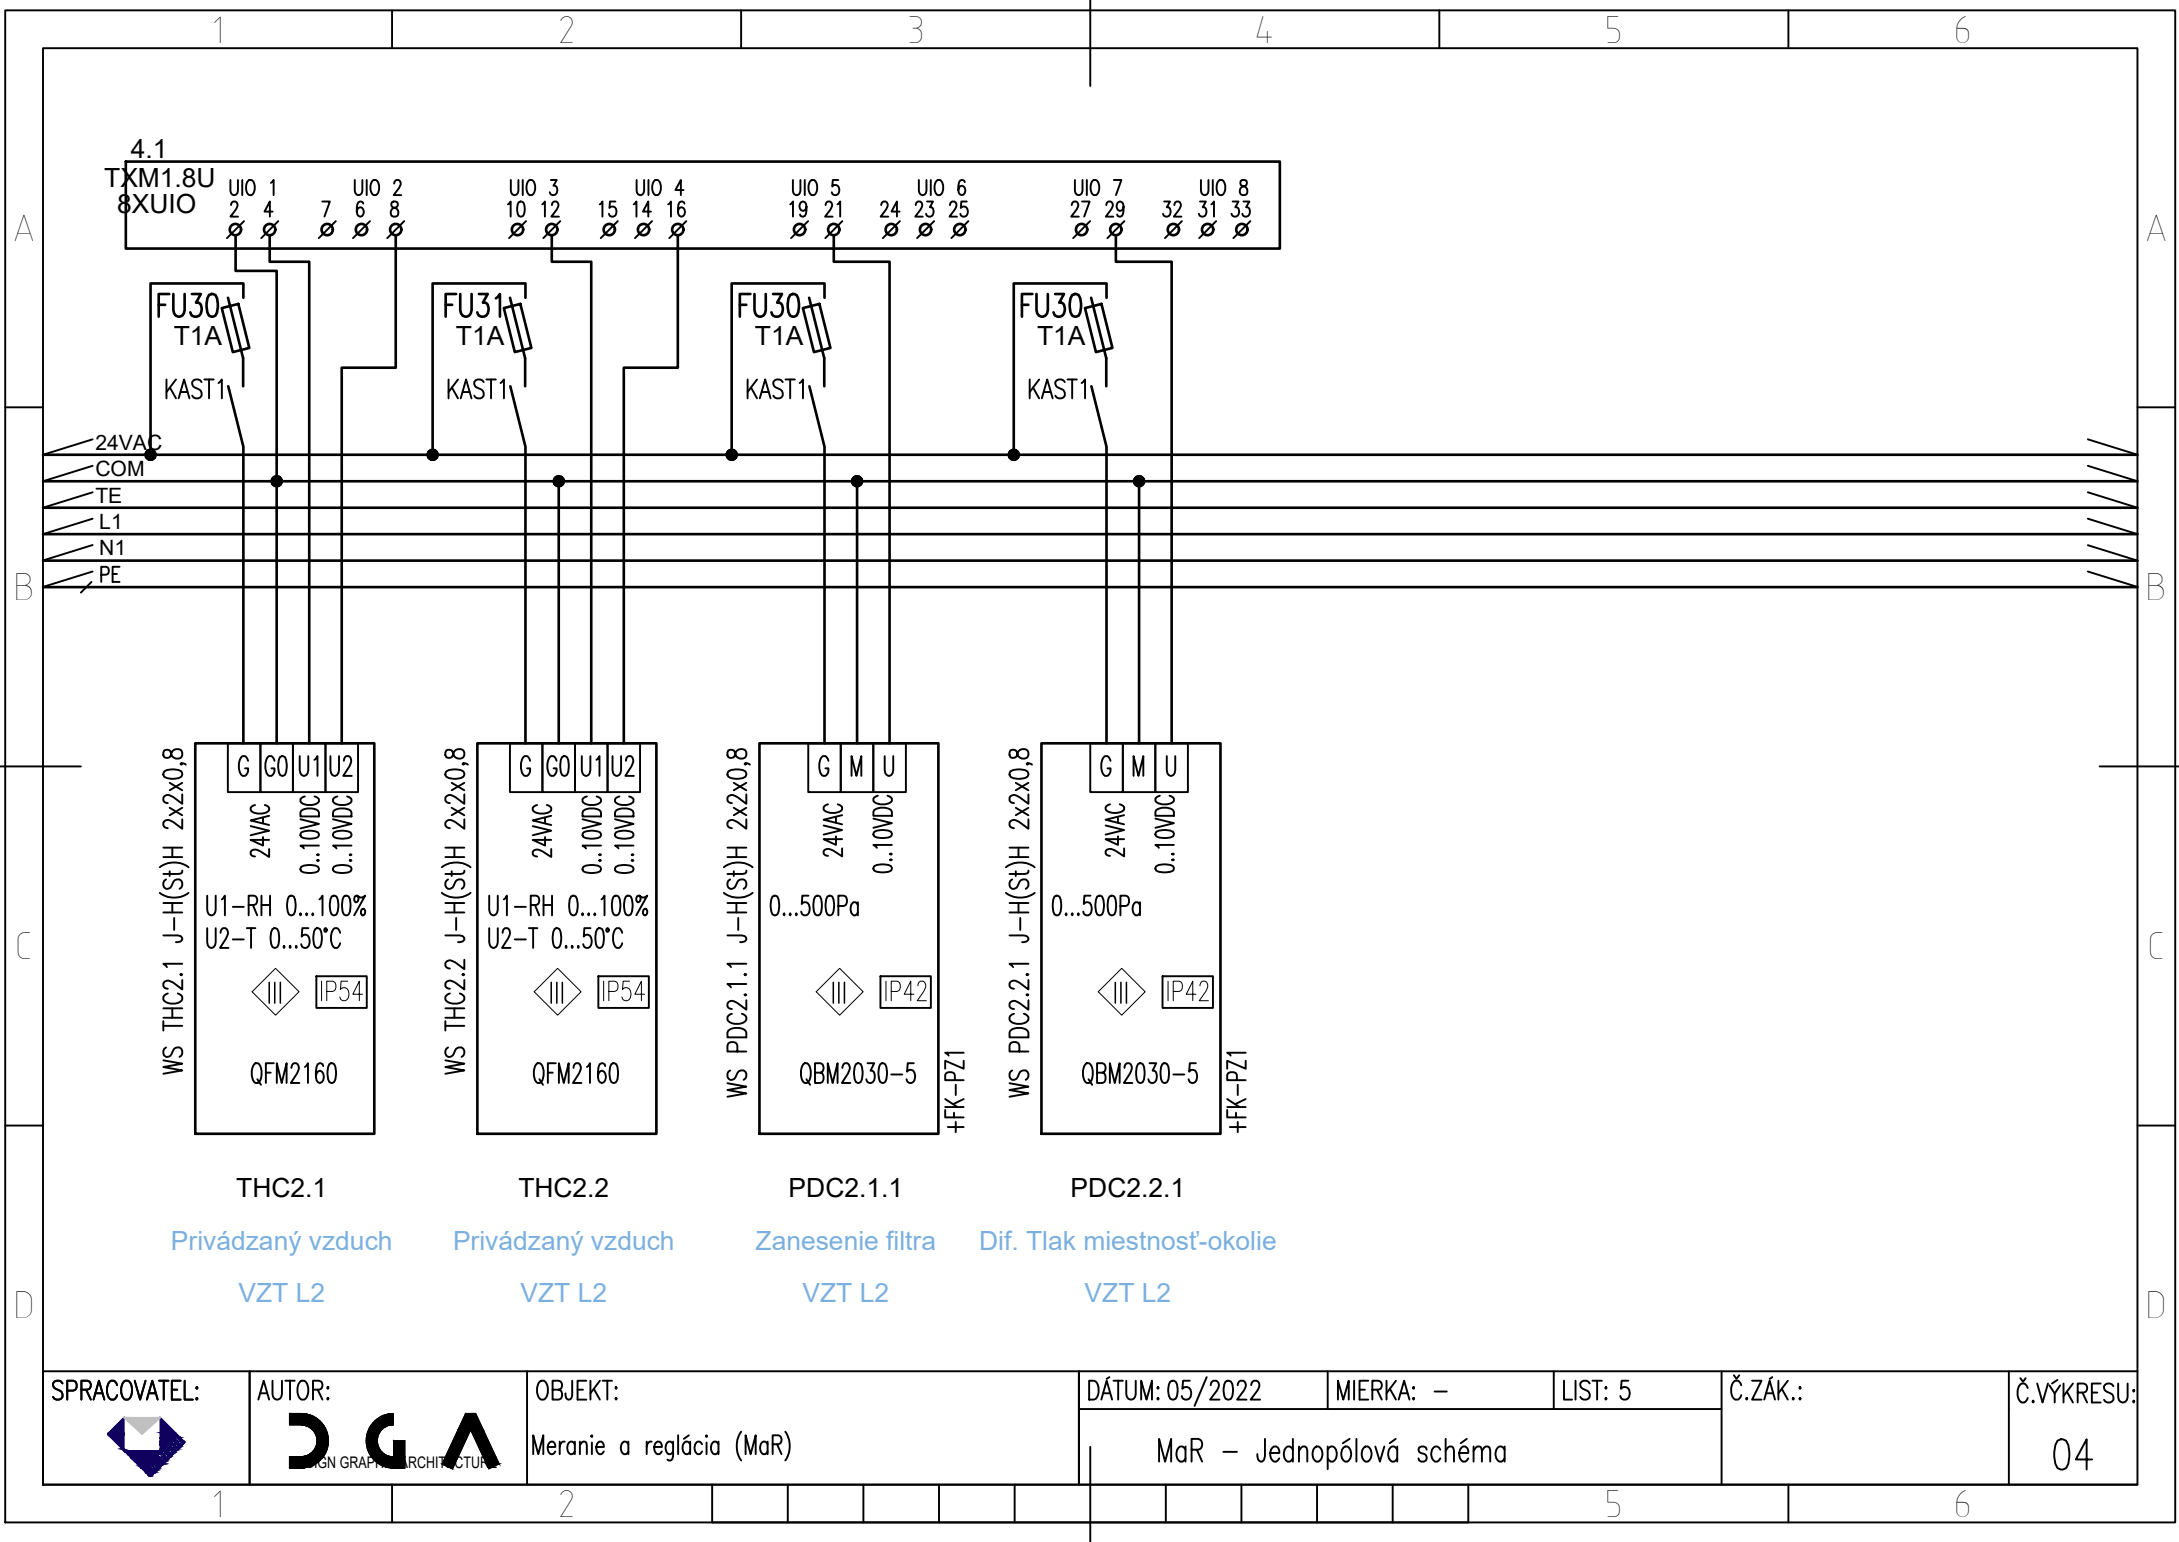 1 2 3 4 5 6
4.1
TXM1.8U
8XUIO
UIO 1 UIO 2 UIO 3 UIO 4 UIO 5 UIO 6 UIO 7 UIO 8
2 4 7 6 8 10 12 15 14 16 19 21 24 23 25 27 29 32 31 33
A A
FU30 FU31 FU30 FU30
T1A T1A T1A T1A
KAST1 KAST1 KAST1 KAST1
24VAC
COM
TE
L1
N1
PE
B B
WS THC2.1 J-H(St)H 2x2x0,8
G G0 U1 U2
24VAC
0..10VDC
0..10VDC
U1-RH 0...100%
U2-T 0...50°C
III IP54
QFM2160
WS THC2.2 J-H(St)H 2x2x0,8
G G0 U1 U2
24VAC
0..10VDC
0..10VDC
U1-RH 0...100%
U2-T 0...50°C
III IP54
QFM2160
WS PDC2.1.1 J-H(St)H 2x2x0,8
G M U
24VAC
0..10VDC
0...500Pa
III IP42
QBM2030-5
+FK-PZ1
WS PDC2.2.1 J-H(St)H 2x2x0,8
G M U
24VAC
0..10VDC
0...500Pa
III IP42
QBM2030-5
+FK-PZ1
C C
THC2.1 THC2.2 PDC2.1.1 PDC2.2.1
Privádzaný vzduch Privádzaný vzduch Zanesenie filtra Dif. Tlak miestnosť-okolie
VZT L2 VZT L2 VZT L2 VZT L2
D D
SPRACOVATEL: AUTOR: OBJEKT: DÁTUM: 05/2022 MIERKA: – LIST: 5 Č.ZÁK.: Č.VÝKRESU:
DGA
Meranie a reglácia (MaR)
MaR – Jednopólová schéma
04
1 2 5 6